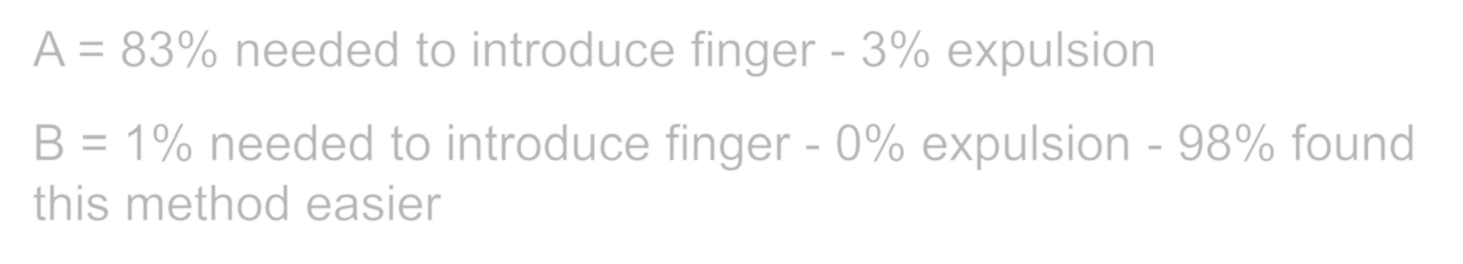 A = 83% needed to introduce finger - 3% expulsion
B = 1% needed to introduce finger - 0% expulsion - 98% found
this method easier